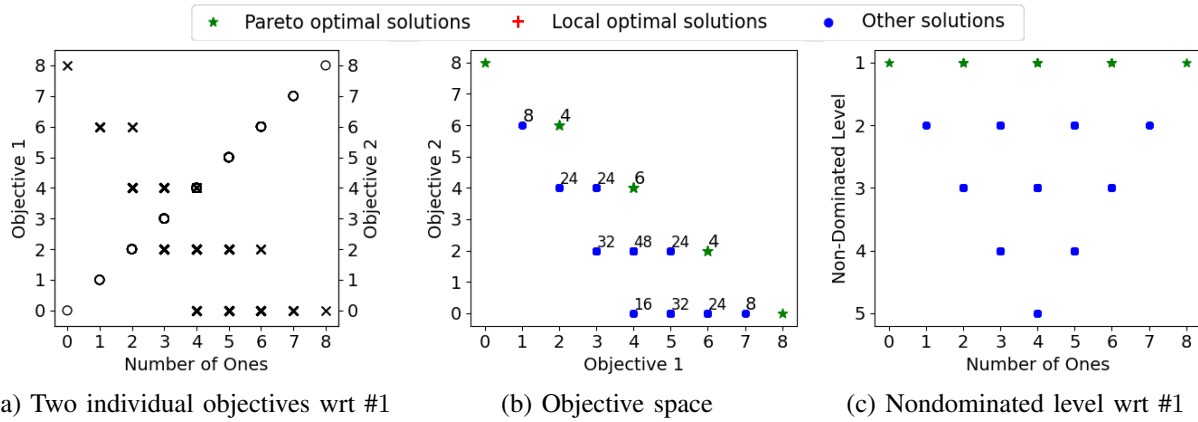 Pareto optimal solutions Local optimal solutions Other solutions
8 7 6 5 4 3 2 1 0
Objective 1
8 7 6 5 4 3 2 1 0
Objective 2
0 1 2 3 4 5 6 7 8
Number of Ones
8 7 6 5 4 3 2 1 0
Objective 2
8 4
24 24 6
32 48 24 4
16 32 24 8
0 1 2 3 4 5 6 7 8
Objective 1
1 2 3 4 5
Non-Dominated Level
0 1 2 3 4 5 6 7 8
Number of Ones
a) Two individual objectives wrt #1
(b) Objective space
(c) Nondominated level wrt #1